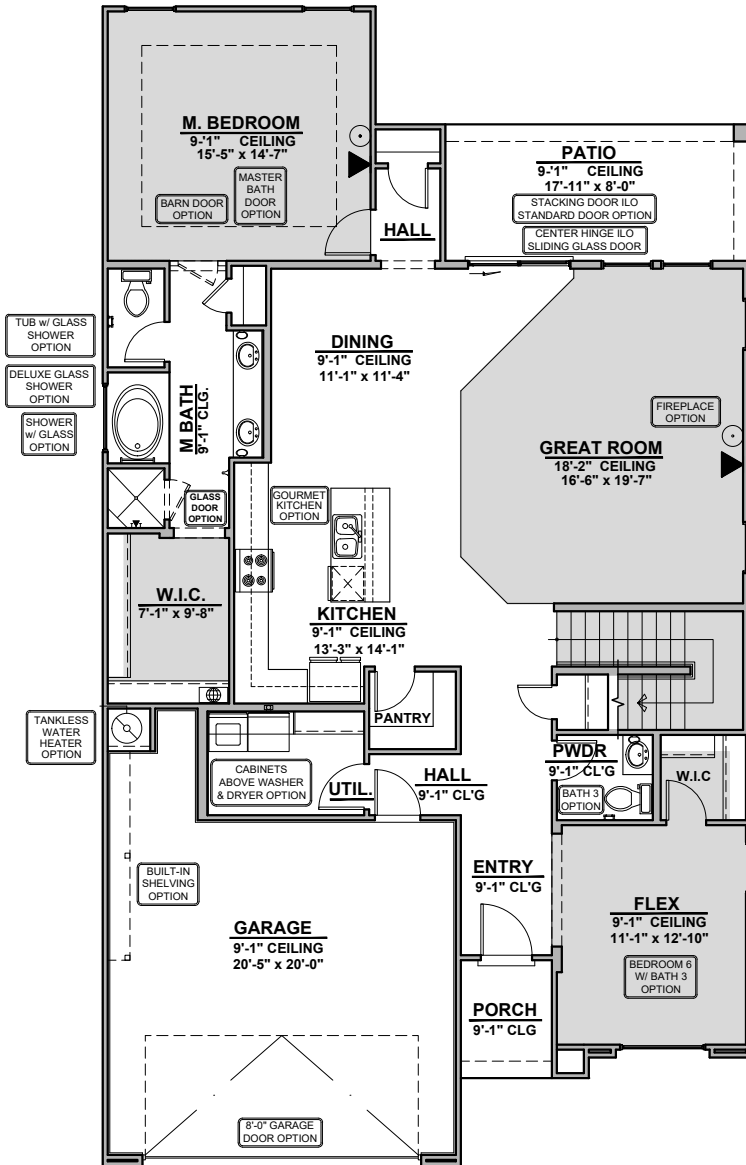 M. BEDROOM
9-'1" CEILING
15'-5" x 14'-7"
BARN DOOR
OPTION
MASTER
BATH
DOOR
OPTION
HALL
PATIO
9-'1" CEILING
17'-11" x 8'-0"
STACKING DOOR ILO
STANDARD DOOR OPTION
CENTER HINGE ILO
SLIDING GLASS DOOR
TUB w/ GLASS
SHOWER
OPTION
DELUXE GLASS
SHOWER
OPTION
SHOWER
w/ GLASS
OPTION
M BATH
9'-1" CLG.
GLASS
DOOR
OPTION
DINING
9'-1" CEILING
11'-1" x 11'-4"
FIREPLACE
OPTION
GREAT ROOM
18'-2" CEILING
16'-6" x 19'-7"
GOURMET
KITCHEN
OPTION
W.I.C.
7'-1" x 9'-8"
KITCHEN
9'-1" CEILING
13'-3" x 14'-1"
PANTRY
TANKLESS
WATER
HEATER
OPTION
CABINETS
ABOVE WASHER
& DRYER OPTION
UTIL.
HALL
9'-1" CL'G
PWDR
9'-1" CL'G
BATH 3
OPTION
W.I.C
BUILT-IN
SHELVING
OPTION
ENTRY
9'-1" CL'G
FLEX
9'-1" CEILING
11'-1" x 12'-10"
BEDROOM 6
W/ BATH 3
OPTION
GARAGE
9'-1" CEILING
20'-5" x 20'-0"
PORCH
9'-1" CLG
8'-0" GARAGE
DOOR OPTION